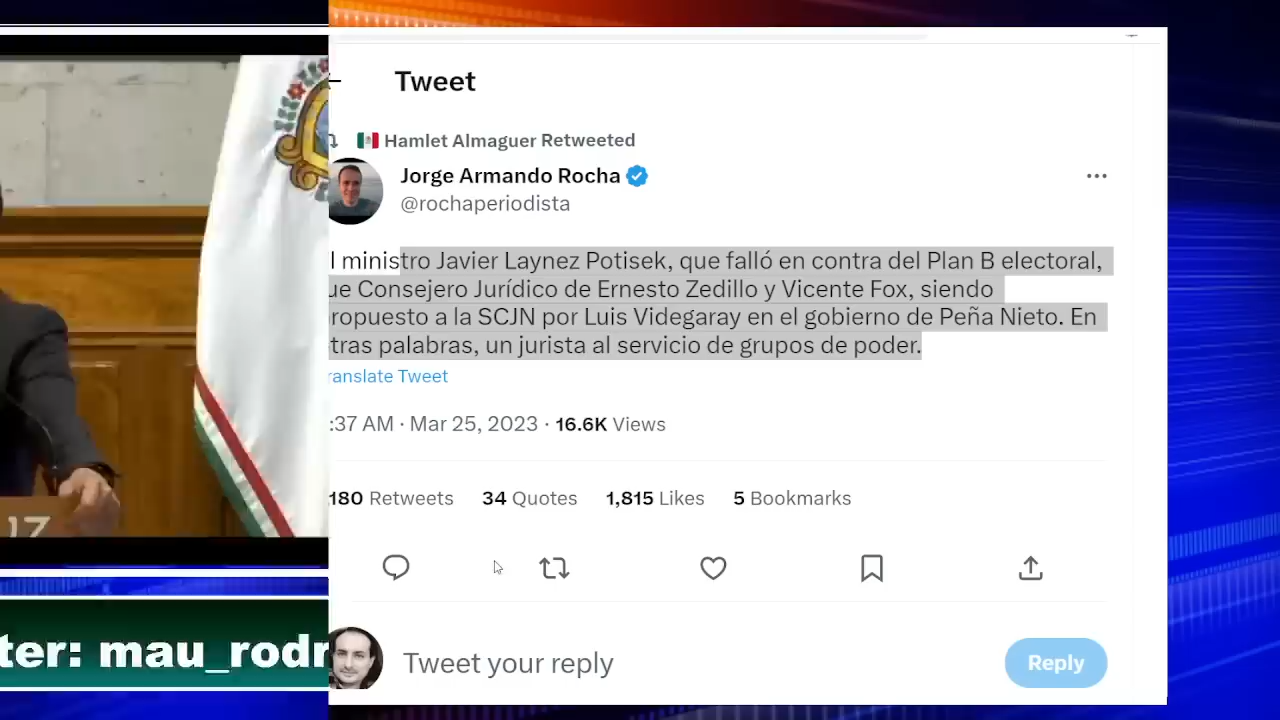 Tweet
Hamlet Almaguer Retweeted
Jorge Armando Rocha
@rochaperiodista
l ministro Javier Laynez Potisek, que falló en contra del Plan B electoral,
ue Consejero Jurídico de Ernesto Zedillo y Vicente Fox, siendo
ropuesto a la SCJN por Luis Videgaray en el gobierno de Peña Nieto. En
tras palabras, un jurista al servicio de grupos de poder.
ranslate Tweet
:37 AM · Mar 25, 2023 · 16.6K Views
180 Retweets 34 Quotes 1,815 Likes 5 Bookmarks
ter: mau_rodr
Tweet your reply
Reply